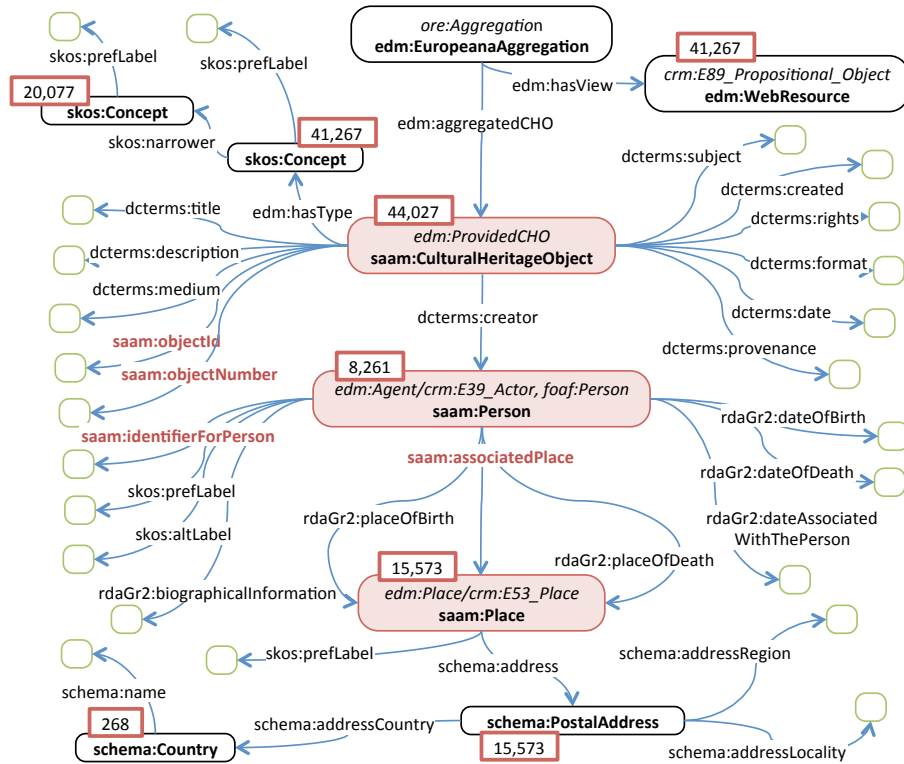 ore:Aggregation
edm:EuropeanaAggregation
skos:prefLabel
skos:prefLabel
41,267
crm:E89_Propositional_Object
edm:WebResource
edm:hasView
20,077
skos:Concept
edm:aggregatedCHO
skos:narrower
41,267
skos:Concept
dcterms:subject
dcterms:created
dcterms:title
edm:hasType
44,027
edm:ProvidedCHO
saam:CulturalHeritageObject
dcterms:rights
dcterms:description
dcterms:format
dcterms:medium
dcterms:creator
dcterms:date
saam:objectId
dcterms:provenance
saam:objectNumber
8,261
edm:Agent/crm:E39_Actor, foaf:Person
saam:Person
rdaGr2:dateOfBirth
saam:identifierForPerson
saam:associatedPlace
rdaGr2:dateOfDeath
skos:prefLabel
rdaGr2:placeOfBirth
rdaGr2:dateAssociated
WithThePerson
skos:altLabel
rdaGr2:placeOfDeath
15,573
rdaGr2:biographicalInformation
edm:Place/crm:E53_Place
saam:Place
skos:prefLabel
schema:address
schema:addressRegion
schema:name
268
schema:Country
schema:addressCountry
schema:PostalAddress
15,573
schema:addressLocality